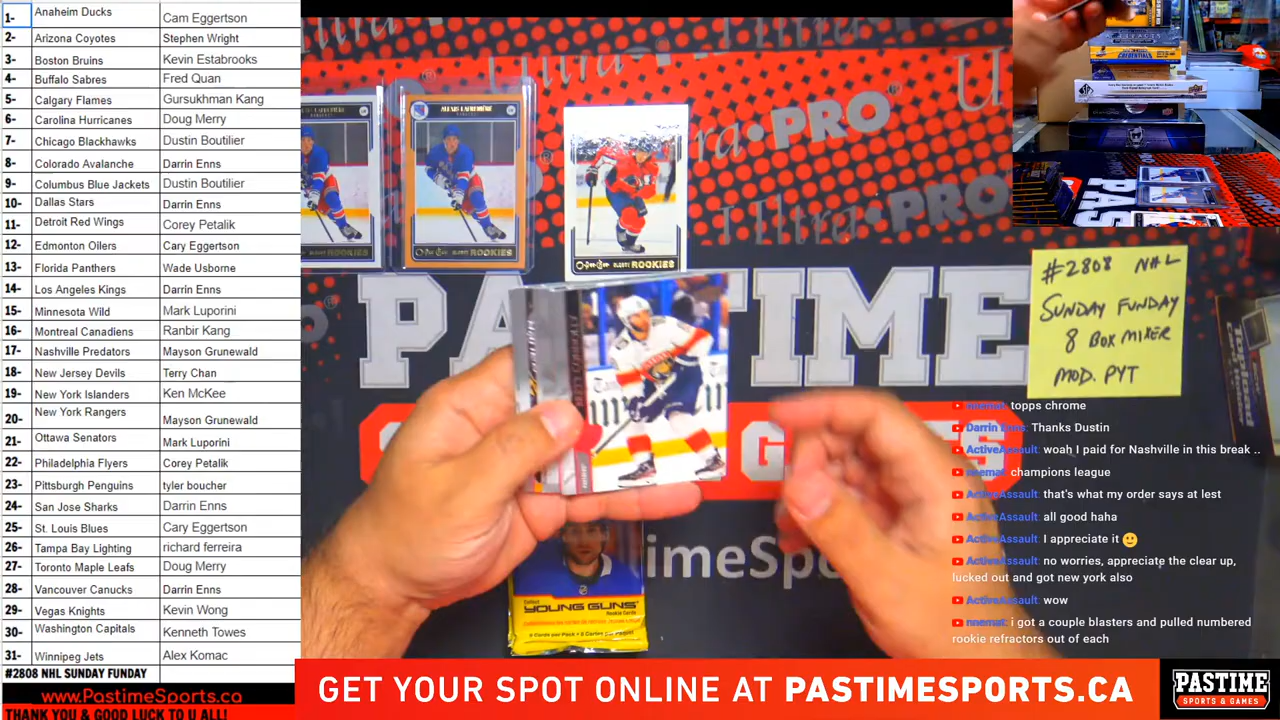 1- Anaheim Ducks Cam Eggertson
2- Arizona Coyotes Stephen Wright
3- Boston Bruins Kevin Estabrooks
4- Buffalo Sabres Fred Quan
5- Calgary Flames Gursukhman Kang
6- Carolina Hurricanes Doug Merry
7- Chicago Blackhawks Dustin Boutilier
8- Colorado Avalanche Darrin Enns
9- Columbus Blue Jackets Dustin Boutilier
10- Dallas Stars Darrin Enns
11- Detroit Red Wings Corey Petalik
12- Edmonton Oilers Cary Eggertson
13- Florida Panthers Wade Usborne
14- Los Angeles Kings Darrin Enns
15- Minnesota Wild Mark Luporini
16- Montreal Canadiens Ranbir Kang
17- Nashville Predators Mayson Grunewald
18- New Jersey Devils Terry Chan
19- New York Islanders Ken McKee
20- New York Rangers Mayson Grunewald
21- Ottawa Senators Mark Luporini
22- Philadelphia Flyers Corey Petalik
23- Pittsburgh Penguins tyler boucher
24- San Jose Sharks Darrin Enns
25- St. Louis Blues Cary Eggertson
26- Tampa Bay Lighting richard ferreira
27- Toronto Maple Leafs Doug Merry
28- Vancouver Canucks Darrin Enns
29- Vegas Knights Kevin Wong
30- Washington Capitals Kenneth Towes
31- Winnipeg Jets Alex Komac
#2808 NHL SUNDAY FUNDAY
www.PastimeSports.ca
THANK YOU & GOOD LUCK TO U ALL!
Ultra•PRO
ROOKIES
ROOKIES
O-Pee-Chee GLOSSY ROOKIES
PASTIME
YOUNG GUNS
Rookie Cards
#2808 NHL
SUNDAY FUNDAY
8 BOX MIXER
MOD. PYT
topps chrome
Thanks Dustin
ActiveAssault: woah I paid for Nashville in this break ..
champions league
ActiveAssault: that's what my order says at lest
ActiveAssault: all good haha
ActiveAssault: I appreciate it
ActiveAssault: no worries, appreciate the clear up,
lucked out and got new york also
ActiveAssault: wow
i got a couple blasters and pulled numbered
rookie refractors out of each
GET YOUR SPOT ONLINE AT PASTIMESPORTS.CA
PASTIME
SPORTS & GAMES